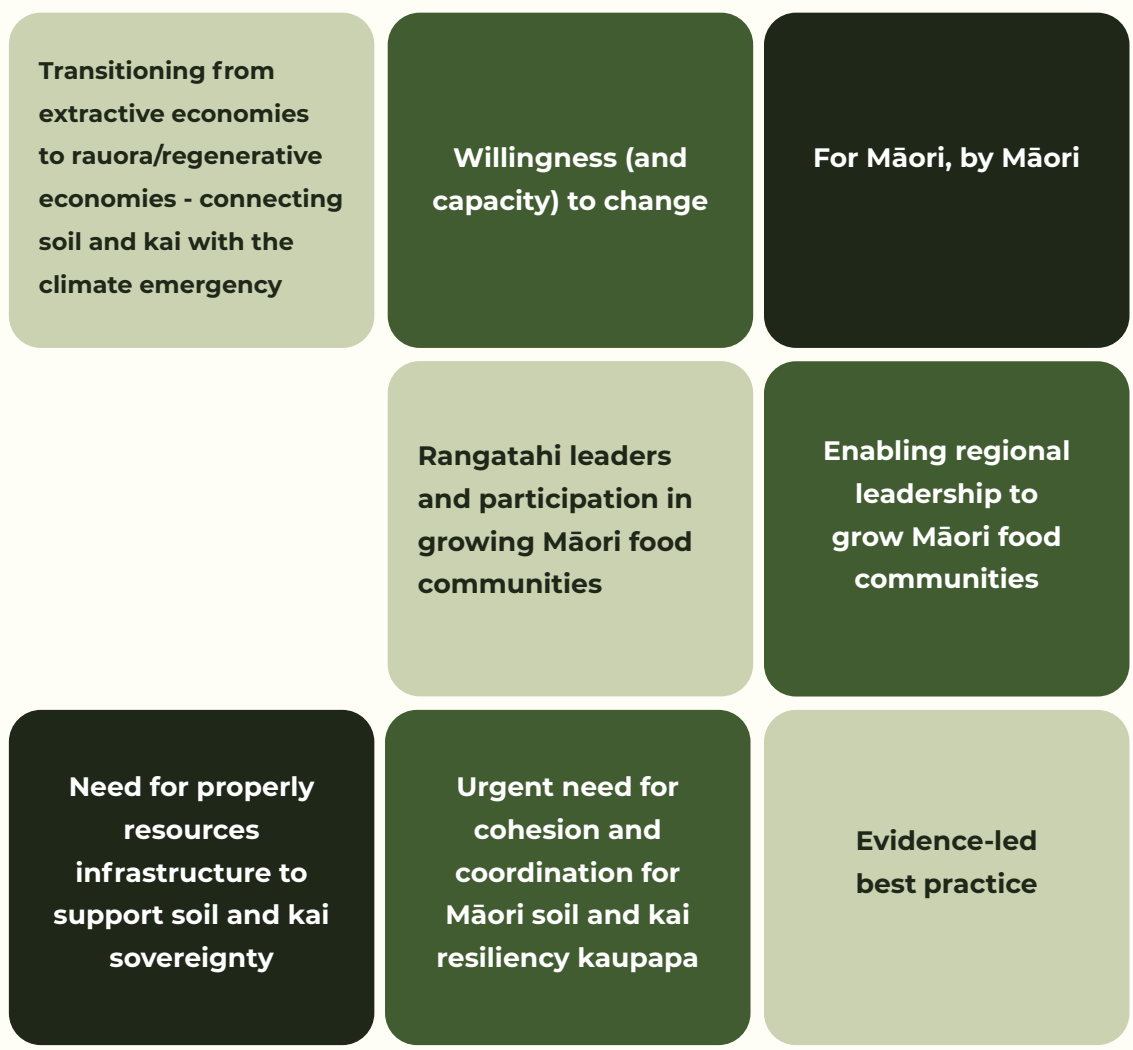 Transitioning from
extractive economies
to rauora/regenerative
economies - connecting
soil and kai with the
climate emergency
Willingness (and
capacity) to change
For Māori, by Māori
Rangatahi leaders
and participation in
growing Māori food
communities
Enabling regional
leadership to
grow Māori food
communities
Need for properly
resources
infrastructure to
support soil and kai
sovereignty
Urgent need for
cohesion and
coordination for
Māori soil and kai
resiliency kaupapa
Evidence-led
best practice